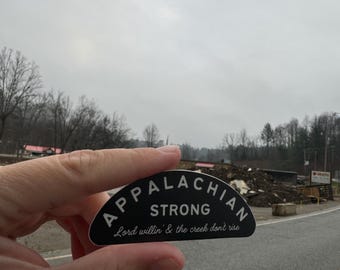 APPALACHIAN
STRONG
Lord willin' & the creek don't rise